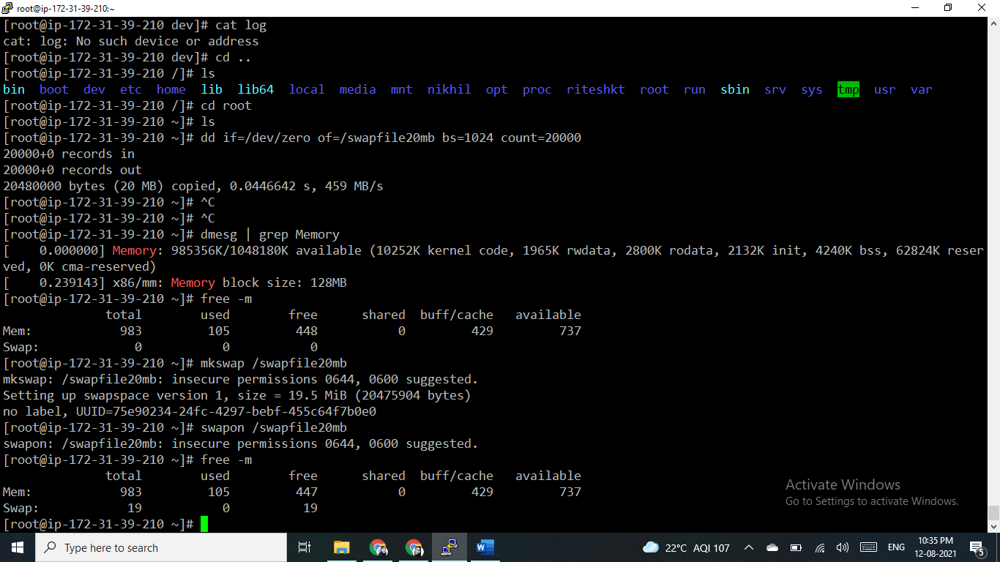 root@ip-172-31-39-210:~
[root@ip-172-31-39-210 dev]# cat log
cat: log: No such device or address
[root@ip-172-31-39-210 dev]# cd ..
[root@ip-172-31-39-210 /]# ls
bin  boot  dev  etc  home  lib  lib64  local  media  mnt  nikhil  opt  proc  riteshkt  root  run  sbin  srv  sys  tmp  usr  var
[root@ip-172-31-39-210 /]# cd root
[root@ip-172-31-39-210 ~]# ls
[root@ip-172-31-39-210 ~]# dd if=/dev/zero of=/swapfile20mb bs=1024 count=20000
20000+0 records in
20000+0 records out
20480000 bytes (20 MB) copied, 0.0446642 s, 459 MB/s
[root@ip-172-31-39-210 ~]# ^C
[root@ip-172-31-39-210 ~]# ^C
[root@ip-172-31-39-210 ~]# dmesg | grep Memory
[    0.000000] Memory: 985356K/1048180K available (10252K kernel code, 1965K rwdata, 2800K rodata, 2132K init, 4240K bss, 62824K reser
ved, 0K cma-reserved)
[    0.239143] x86/mm: Memory block size: 128MB
[root@ip-172-31-39-210 ~]# free -m
              total        used        free      shared  buff/cache   available
Mem:            983         105         448           0         429         737
Swap:             0           0           0
[root@ip-172-31-39-210 ~]# mkswap /swapfile20mb
mkswap: /swapfile20mb: insecure permissions 0644, 0600 suggested.
Setting up swapspace version 1, size = 19.5 MiB (20475904 bytes)
no label, UUID=75e90234-24fc-4297-bebf-455c64f7b0e0
[root@ip-172-31-39-210 ~]# swapon /swapfile20mb
swapon: /swapfile20mb: insecure permissions 0644, 0600 suggested.
[root@ip-172-31-39-210 ~]# free -m
              total        used        free      shared  buff/cache   available
Mem:            983         105         447           0         429         737
Swap:            19           0          19
[root@ip-172-31-39-210 ~]#
Activate Windows
Go to Settings to activate Windows.
Type here to search
W
22°C AQI 107
ENG
10:35 PM
12-08-2021
5